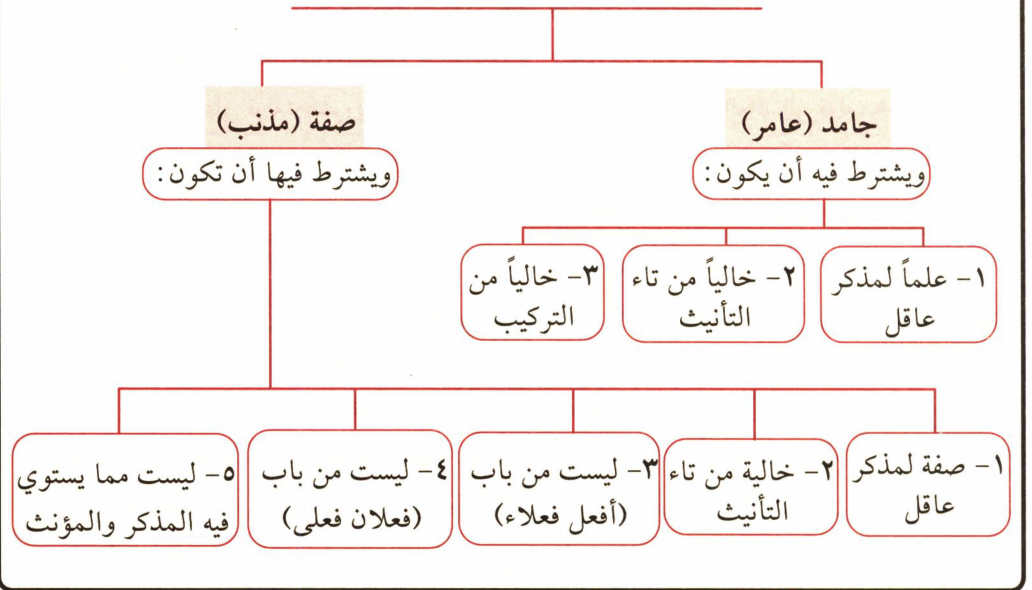 جامد (عامر)
ويشترط فيه أن يكون:
١- علماً لمذكر
عاقل
٢- خالياً من تاء
التأنيث
٣- خالياً من
التركيب
صفة (مذنب)
ويشترط فيها أن تكون:
١- صفة لمذكر
عاقل
٢- خالية من تاء
التأنيث
٣- ليست من باب
(أفعل فعلاء)
٤- ليست من باب
(فعلان فعلى)
٥- ليست مما يستوي
فيه المذكر والمؤنث